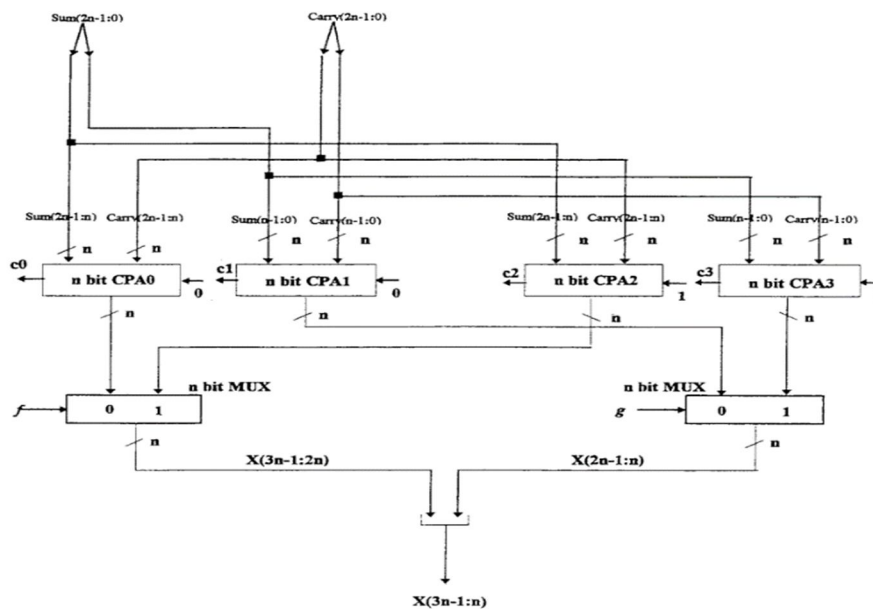 Sum(2n-1:0) Carry(2n-1:0)
Sum(2n-1:n) Carry(2n-1:n) Sum(n-1:0) Carry(n-1:0) Sum(2n-1:n) Carry(2n-1:n) Sum(n-1:0) Carry(n-1:0)
n n n n n n n n
c0 n bit CPA0 0 c1 n bit CPA1 0 c2 n bit CPA2 1 c3 n bit CPA3
n n n n
n bit MUX n bit MUX
f 0 1 g 0 1
n n
X(3n-1:2n) X(2n-1:n)
X(3n-1:n)